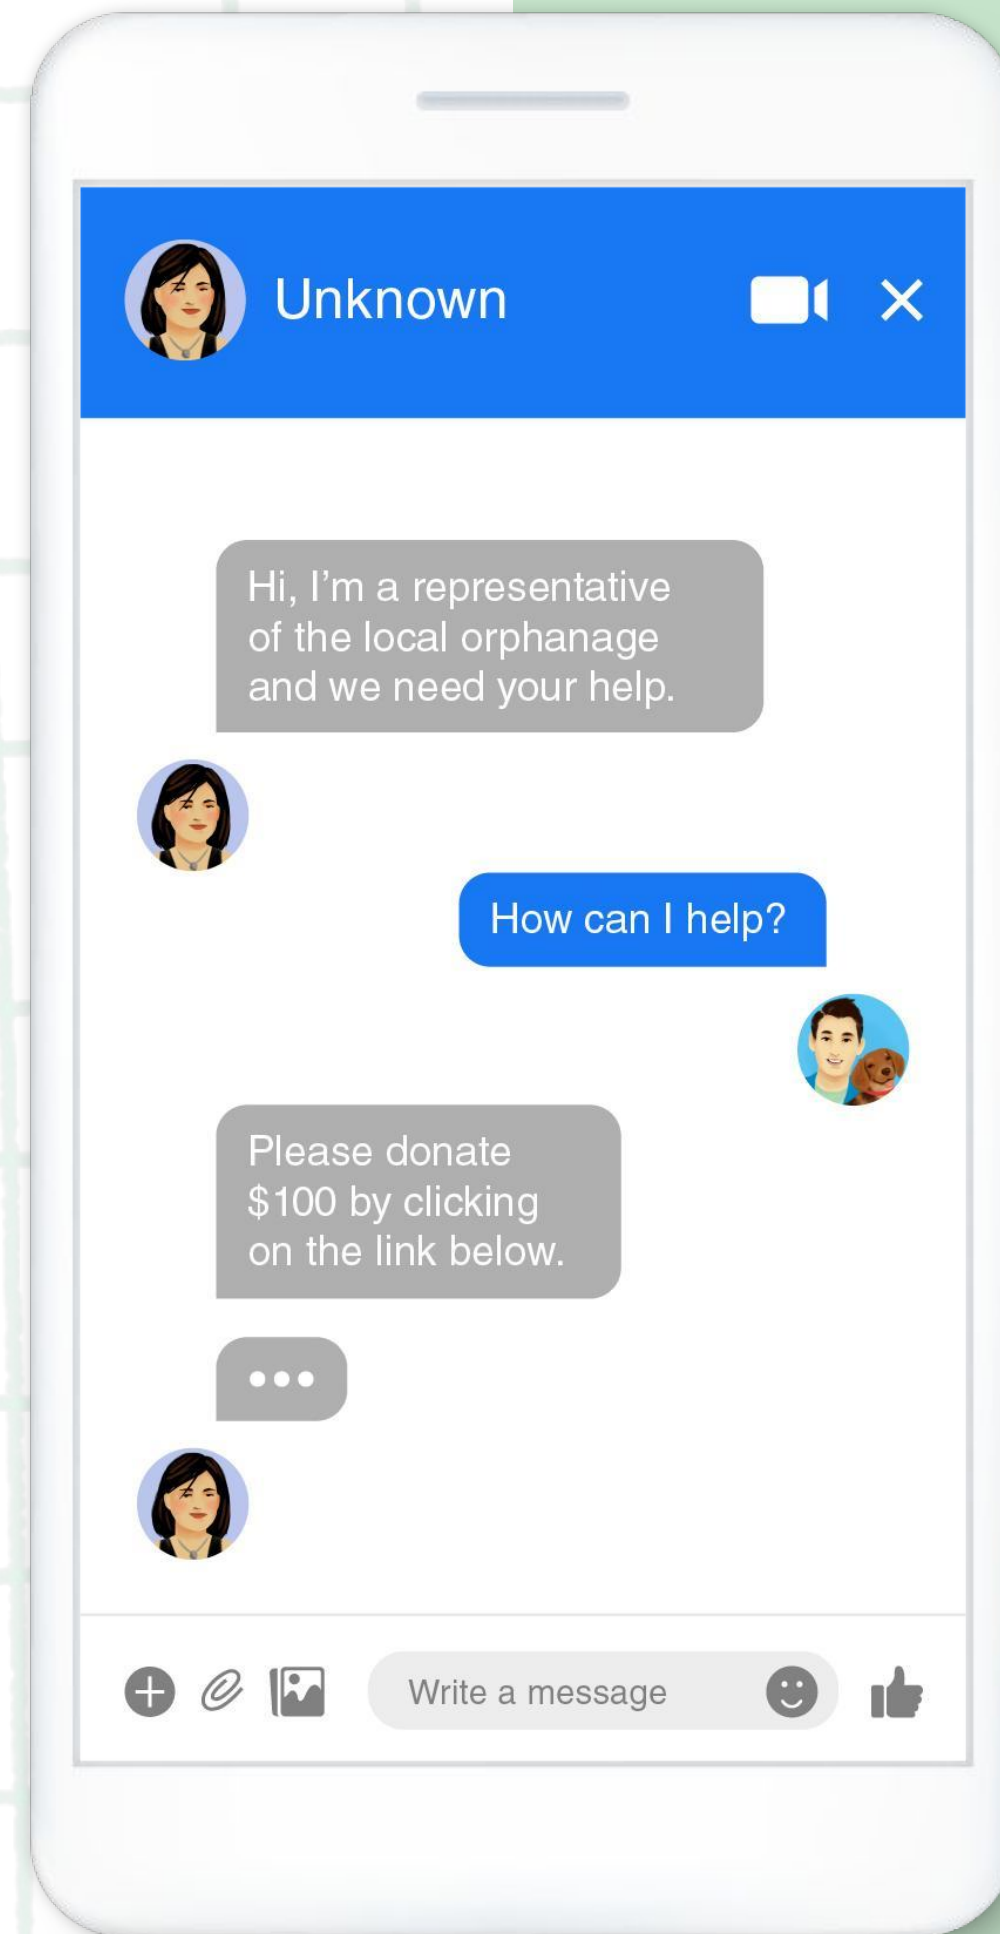 Unknown
Hi, I’m a representative
of the local orphanage
and we need your help.
How can I help?
Please donate
$100 by clicking
on the link below.
Write a message